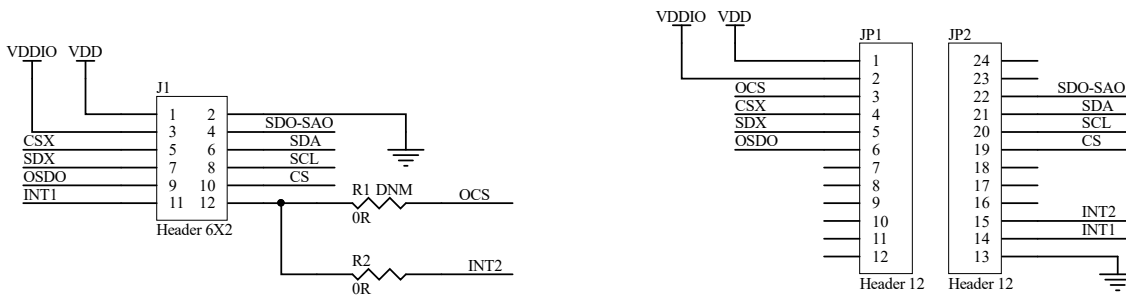 VDDIO VDD
J1
1 2
3 4 SDO-SAO
CSX 5 6 SDA
SDX 7 8 SCL
OSDO 9 10 CS
INT1 11 12 R1 DNM OCS
0R
Header 6X2
R2 INT2
0R
VDDIO VDD
JP1 JP2
1 24
2 23
OCS 3 22 SDO-SAO
CSX 4 21 SDA
SDX 5 20 SCL
OSDO 6 19 CS
7 18
8 17
9 16
10 15 INT2
11 14 INT1
12 13
Header 12 Header 12